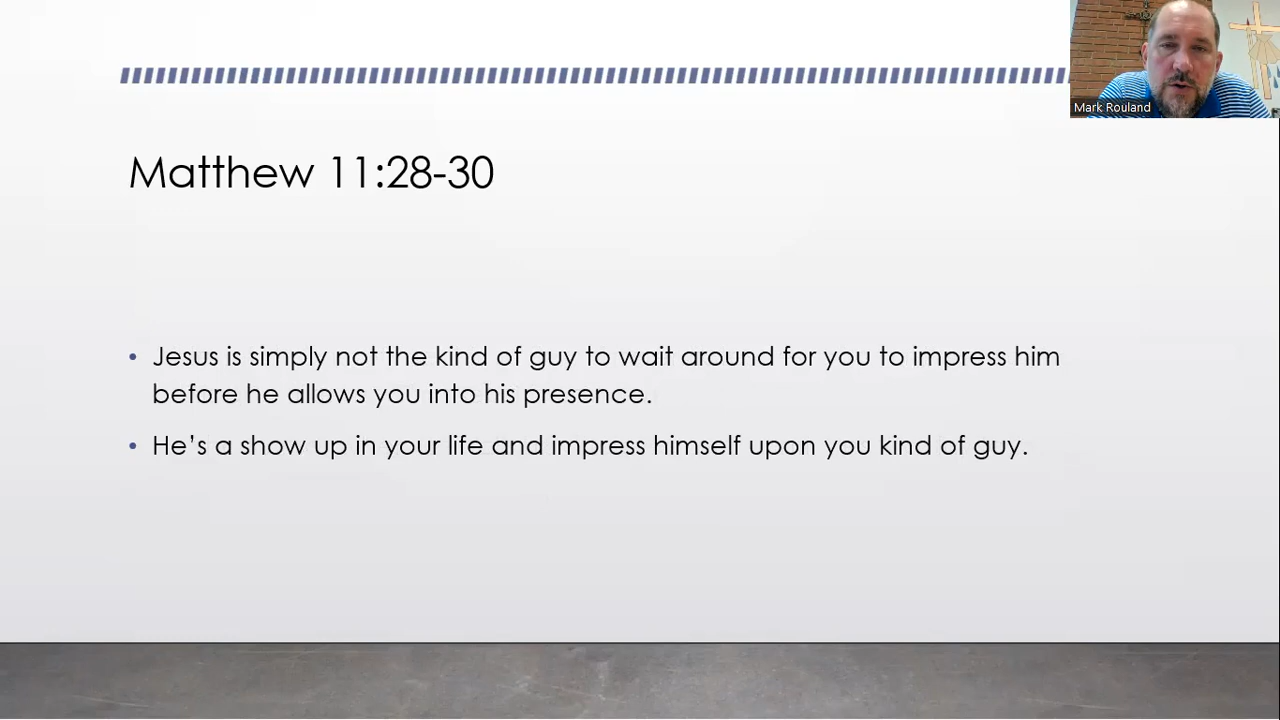 Mark Rouland
Matthew 11:28-30
• Jesus is simply not the kind of guy to wait around for you to impress him
before he allows you into his presence.
• He’s a show up in your life and impress himself upon you kind of guy.